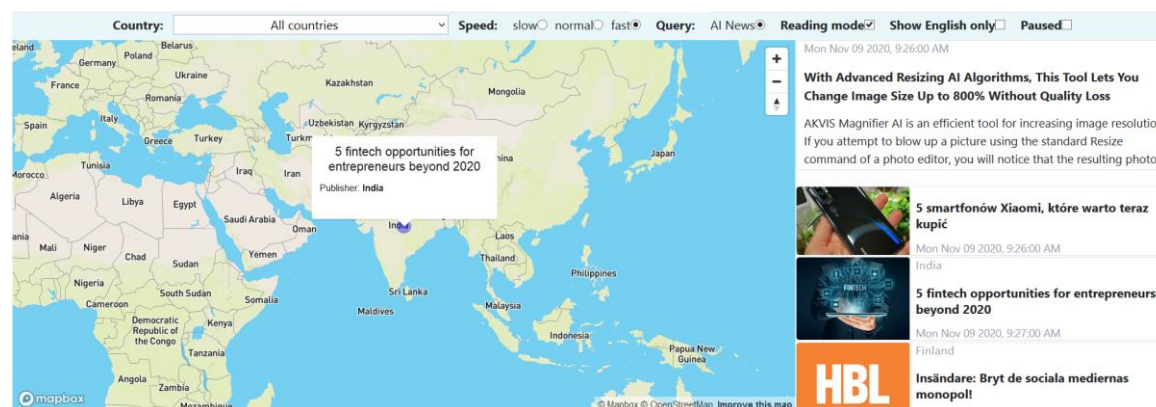 Country: All countries Speed: slow normal fast Query: AI News Reading mode Show English only Paused
Belarus
Poland
Germany
Ukraine
France
Kazakhstan
Mongolia
Romania
Italy
Uzbekistan Kyrgyzstan
Spain
Greece Turkey
Japan
Tunisia
Iraq Iran
Morocco
Algeria Libya Egypt
Saudi Arabia
Oman
India
Laos
Mali Niger
Chad Sudan
Yemen
Thailand
Philippines
Nigeria
South Sudan
Sri Lanka
Cameroon
Somalia
Maldives
Malaysia
Democratic
Republic of
the Congo
Kenya
Indonesia
Tanzania
Papua New
Guinea
Angola
Zambia
Mozambique
mapbox
© Mapbox © OpenStreetMap Improve this map
5 fintech opportunities for
entrepreneurs beyond 2020
Publisher: India
Mon Nov 09 2020, 9:26:00 AM
With Advanced Resizing AI Algorithms, This Tool Lets You
Change Image Size Up to 800% Without Quality Loss
AKVIS Magnifier AI is an efficient tool for increasing image resolutio
If you attempt to blow up a picture using the standard Resize
command of a photo editor, you will notice that the resulting photo
5 smartfonów Xiaomi, które warto teraz
kupić
Mon Nov 09 2020, 9:26:00 AM
India
FINTECH
5 fintech opportunities for entrepreneurs
beyond 2020
Mon Nov 09 2020, 9:27:00 AM
Finland
HBL
Insändare: Bryt de sociala mediernas
monopol!